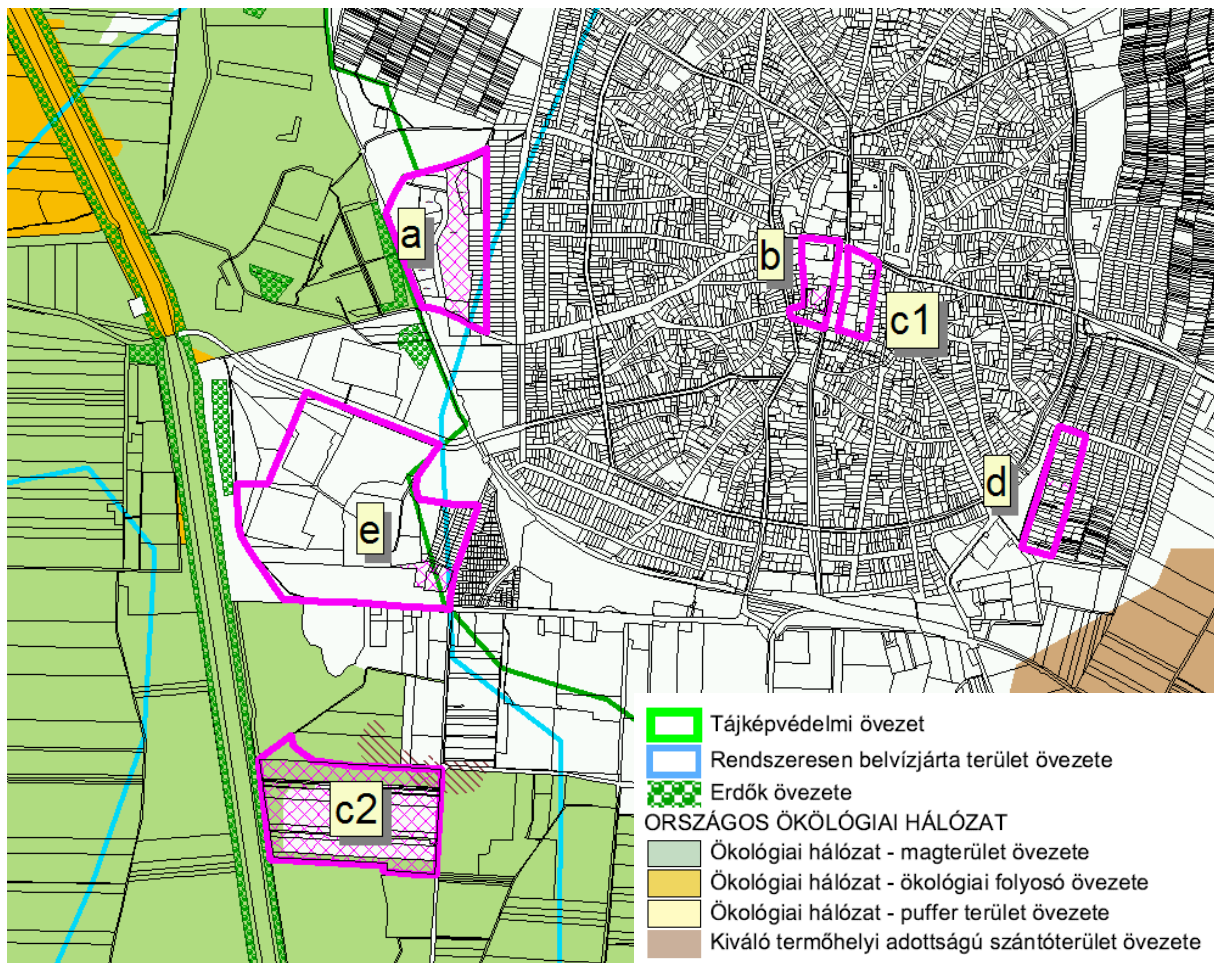 a
b
c1
d
e
c2
Tájképvédelmi övezet
Rendszeresen belvízjárta terület övezete
Erdők övezete
ORSZÁGOS ÖKÖLÓGIAI HÁLÓZAT
Ökológiai hálózat - magterület övezete
Ökológiai hálózat - ökológiai folyosó övezete
Ökológiai hálózat - puffer terület övezete
Kiváló termőhelyi adottságú szántóterület övezete